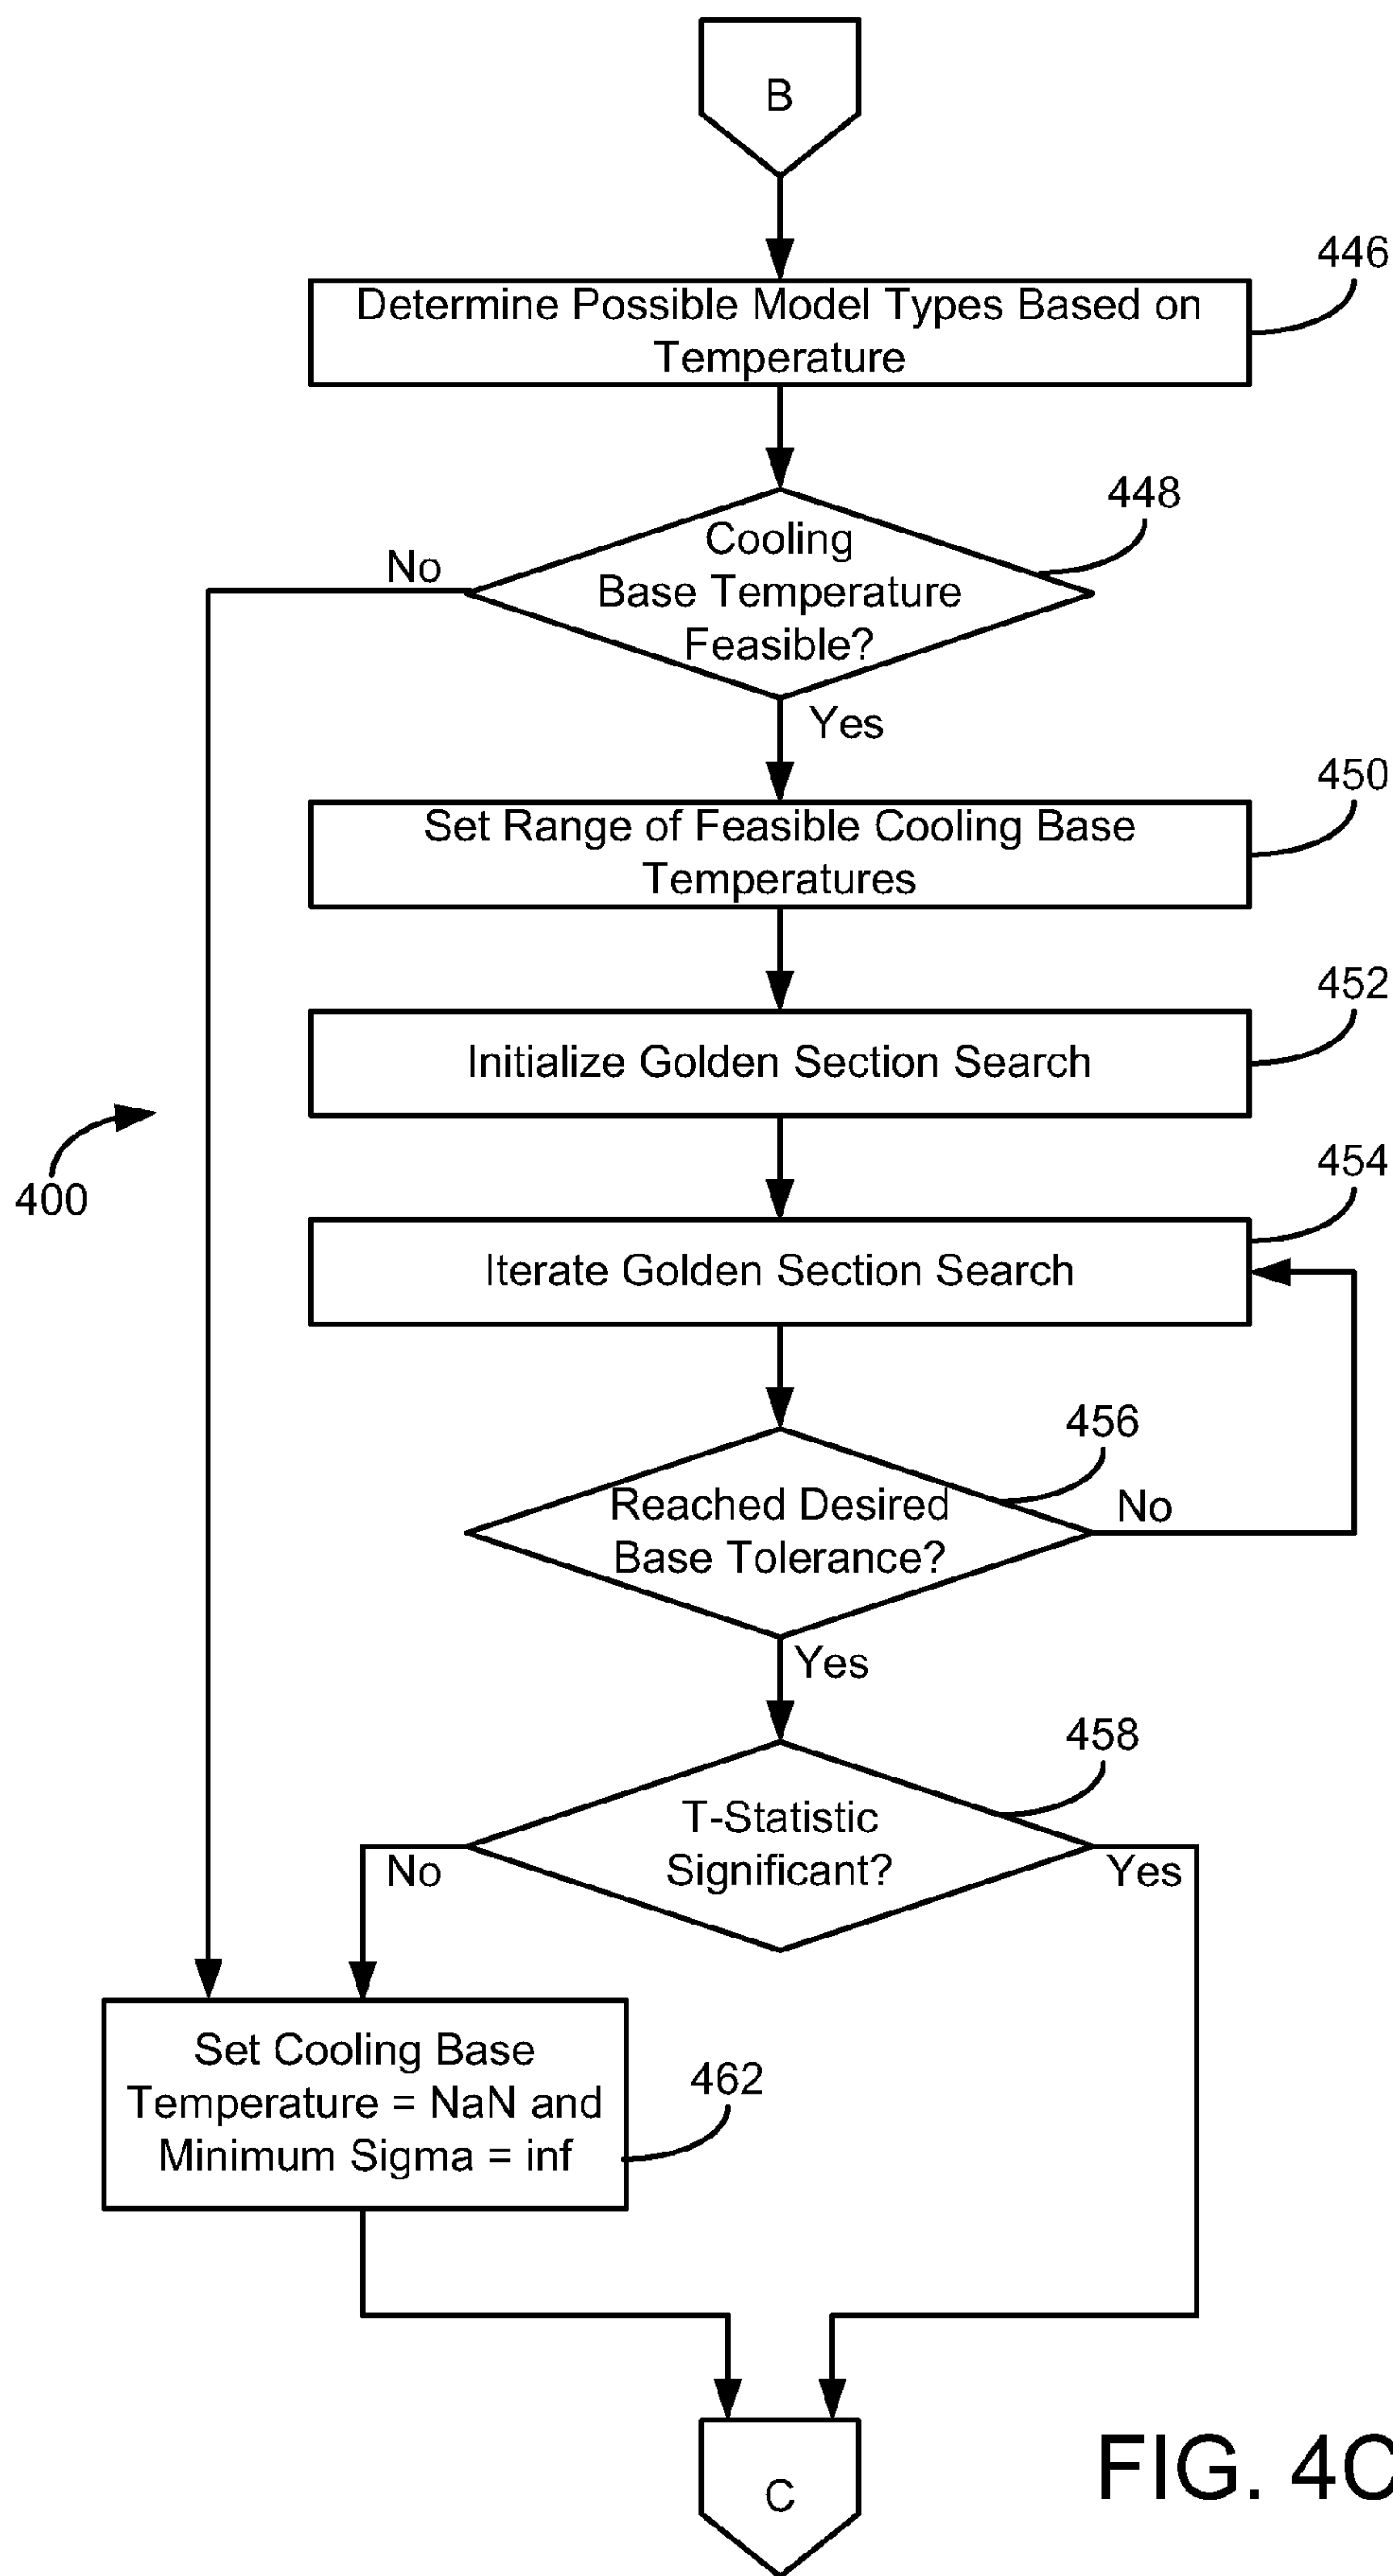 B
446
Determine Possible Model Types Based on
Temperature
448
Cooling
Base Temperature
Feasible?
No
Yes
450
Set Range of Feasible Cooling Base
Temperatures
452
Initialize Golden Section Search
400
454
Iterate Golden Section Search
456
Reached Desired
Base Tolerance?
No
Yes
458
T-Statistic
Significant?
No
Yes
Set Cooling Base
Temperature = NaN and
Minimum Sigma = inf
462
C
FIG. 4C